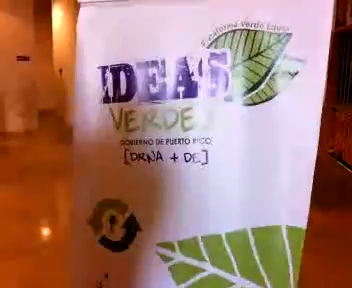 IDEAS
VERDES
GOBIERNO DE PUERTO RICO
[DRNA + DE]